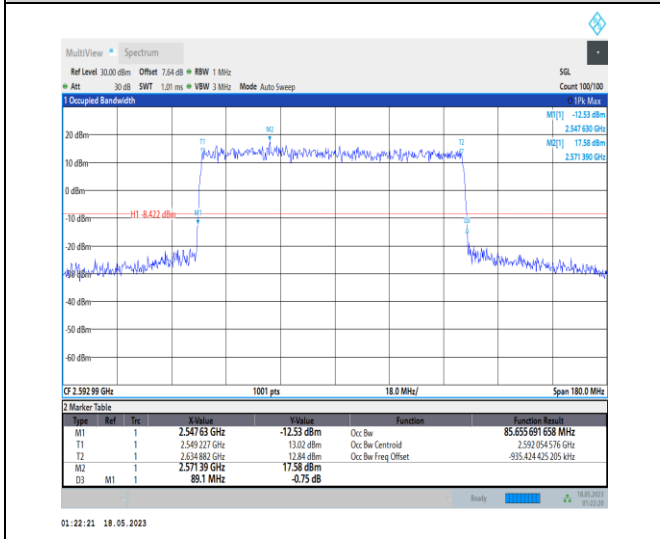 MultiView Spectrum
Ref Level 30.00 dBm Offset 7.64 dB RBW 1 MHz SGL
Att 30 dB SWT 1.01 ms VBW 3 MHz Mode Auto Sweep Count 100/100
1 Occupied Bandwidth 1Pk Max
M1[1] -12.53 dBm
2.547 630 GHz
M2[1] 17.58 dBm
2.571 390 GHz
M2
T1
T2
20 dBm
10 dBm
0 dBm
H1 -8.422 dBm
M1
-10 dBm
-20 dBm
-30 dBm
-40 dBm
-50 dBm
-60 dBm
CF 2.592 99 GHz 1001 pts 18.0 MHz/ Span 180.0 MHz
2 Marker Table
Type Ref Trc X-Value Y-Value Function Function Result
M1 1 2.547 63 GHz -12.53 dBm Occ Bw 85.655 691 658 MHz
T1 1 2.549 227 GHz 13.02 dBm Occ Bw Centroid 2.592 054 576 GHz
T2 1 2.634 882 GHz 12.84 dBm Occ Bw Freq Offset -935.424 425 205 kHz
M2 1 2.571 39 GHz 17.58 dBm
D3 M1 1 89.1 MHz -0.75 dB
Ready 18.05.2023
01:22:20
01:22:21 18.05.2023